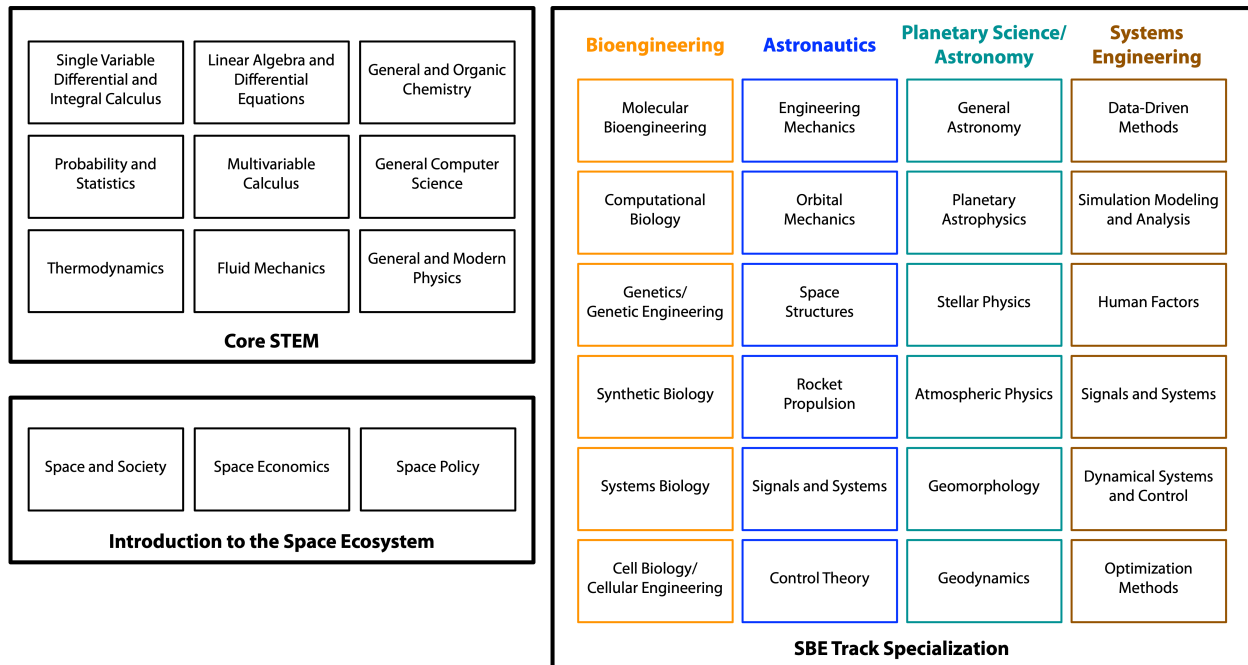 Single Variable
Differential and
Integral Calculus
Linear Algebra and
Differential
Equations
General and Organic
Chemistry
Probability and
Statistics
Multivariable
Calculus
General Computer
Science
Thermodynamics
Fluid Mechanics
General and Modern
Physics
Core STEM
Space and Society
Space Economics
Space Policy
Introduction to the Space Ecosystem
Bioengineering
Astronautics
Planetary Science/
Astronomy
Systems
Engineering
Molecular
Bioengineering
Engineering
Mechanics
General
Astronomy
Data-Driven
Methods
Computational
Biology
Orbital
Mechanics
Planetary
Astrophysics
Simulation Modeling
and Analysis
Genetics/
Genetic Engineering
Space
Structures
Stellar Physics
Human Factors
Synthetic Biology
Rocket
Propulsion
Atmospheric Physics
Signals and Systems
Systems Biology
Signals and Systems
Geomorphology
Dynamical Systems
and Control
Cell Biology/
Cellular Engineering
Control Theory
Geodynamics
Optimization
Methods
SBE Track Specialization